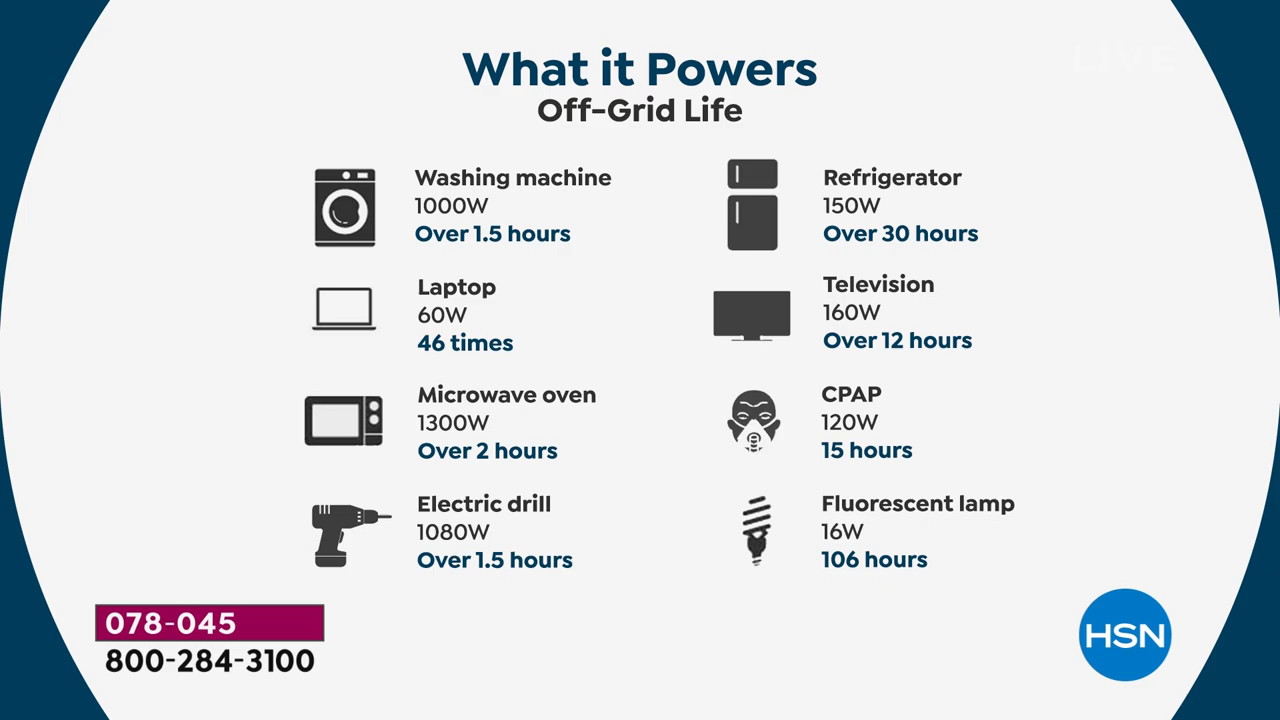 LIVE
What it Powers
Off-Grid Life
Washing machine
1000W
Over 1.5 hours
Refrigerator
150W
Over 30 hours
Laptop
60W
46 times
Television
160W
Over 12 hours
Microwave oven
1300W
Over 2 hours
CPAP
120W
15 hours
Electric drill
1080W
Over 1.5 hours
Fluorescent lamp
16W
106 hours
078-045
800-284-3100
HSN